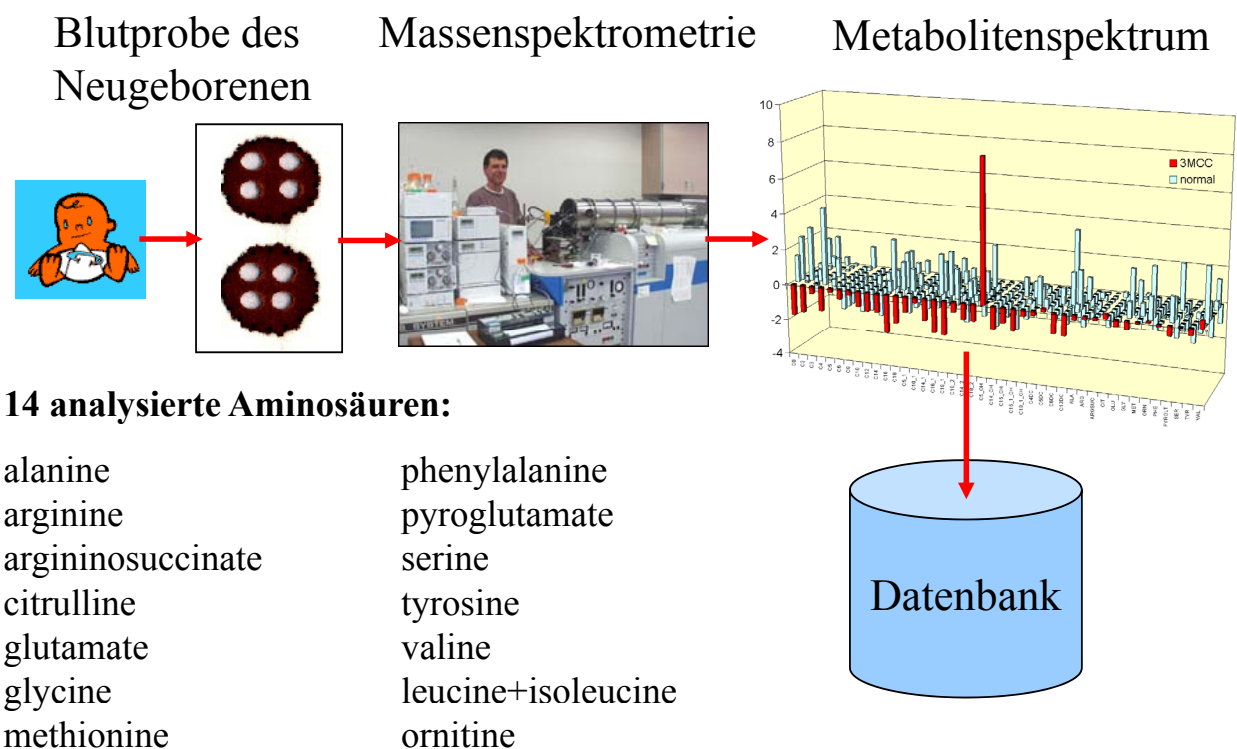 Blutprobe des
Neugeborenen
Massenspektrometrie
Metabolitenspektrum
10
8
6
4
2
0
-2
-4
3MCC
normal
SYSTEM
14 analysierte Aminosäuren:
alanine
arginine
argininosuccinate
citrulline
glutamate
glycine
methionine
phenylalanine
pyroglutamate
serine
tyrosine
valine
leucine+isoleucine
ornitine
Datenbank